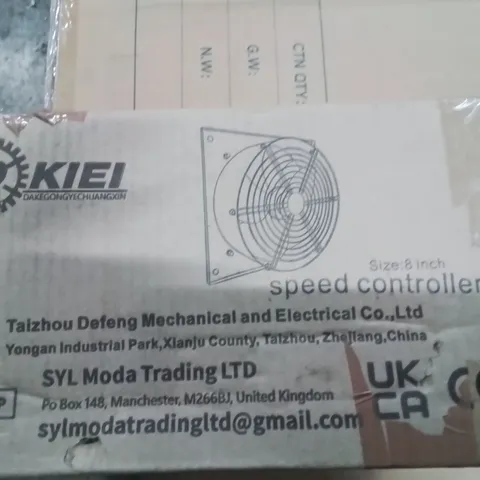 CTN QTY:
G.W:
N.W:
KIEI
DAKEGONGYECHUANGXIN
Size:8 inch
speed controller
Taizhou Defeng Mechanical and Electrical Co.,Ltd
Yongan Industrial Park,Xianju County, Taizhou, Zhejiang,China
SYL Moda Trading LTD
Po Box 148, Manchester, M266BJ, United Kingdom
sylmodatradingltd@gmail.com
UK
CA